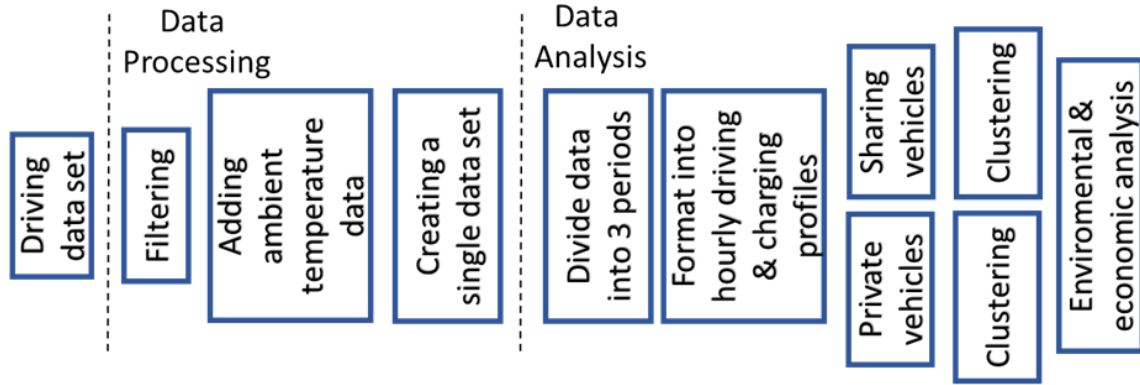 Driving
data set
Data
Processing
Filtering
Adding
ambient
temperature
data
Creating a
single data set
Data
Analysis
Divide data
into 3 periods
Format into
hourly driving
& charging
profiles
Sharing
vehicles
Private
vehicles
Clustering
Clustering
Enviromental &
economic analysis